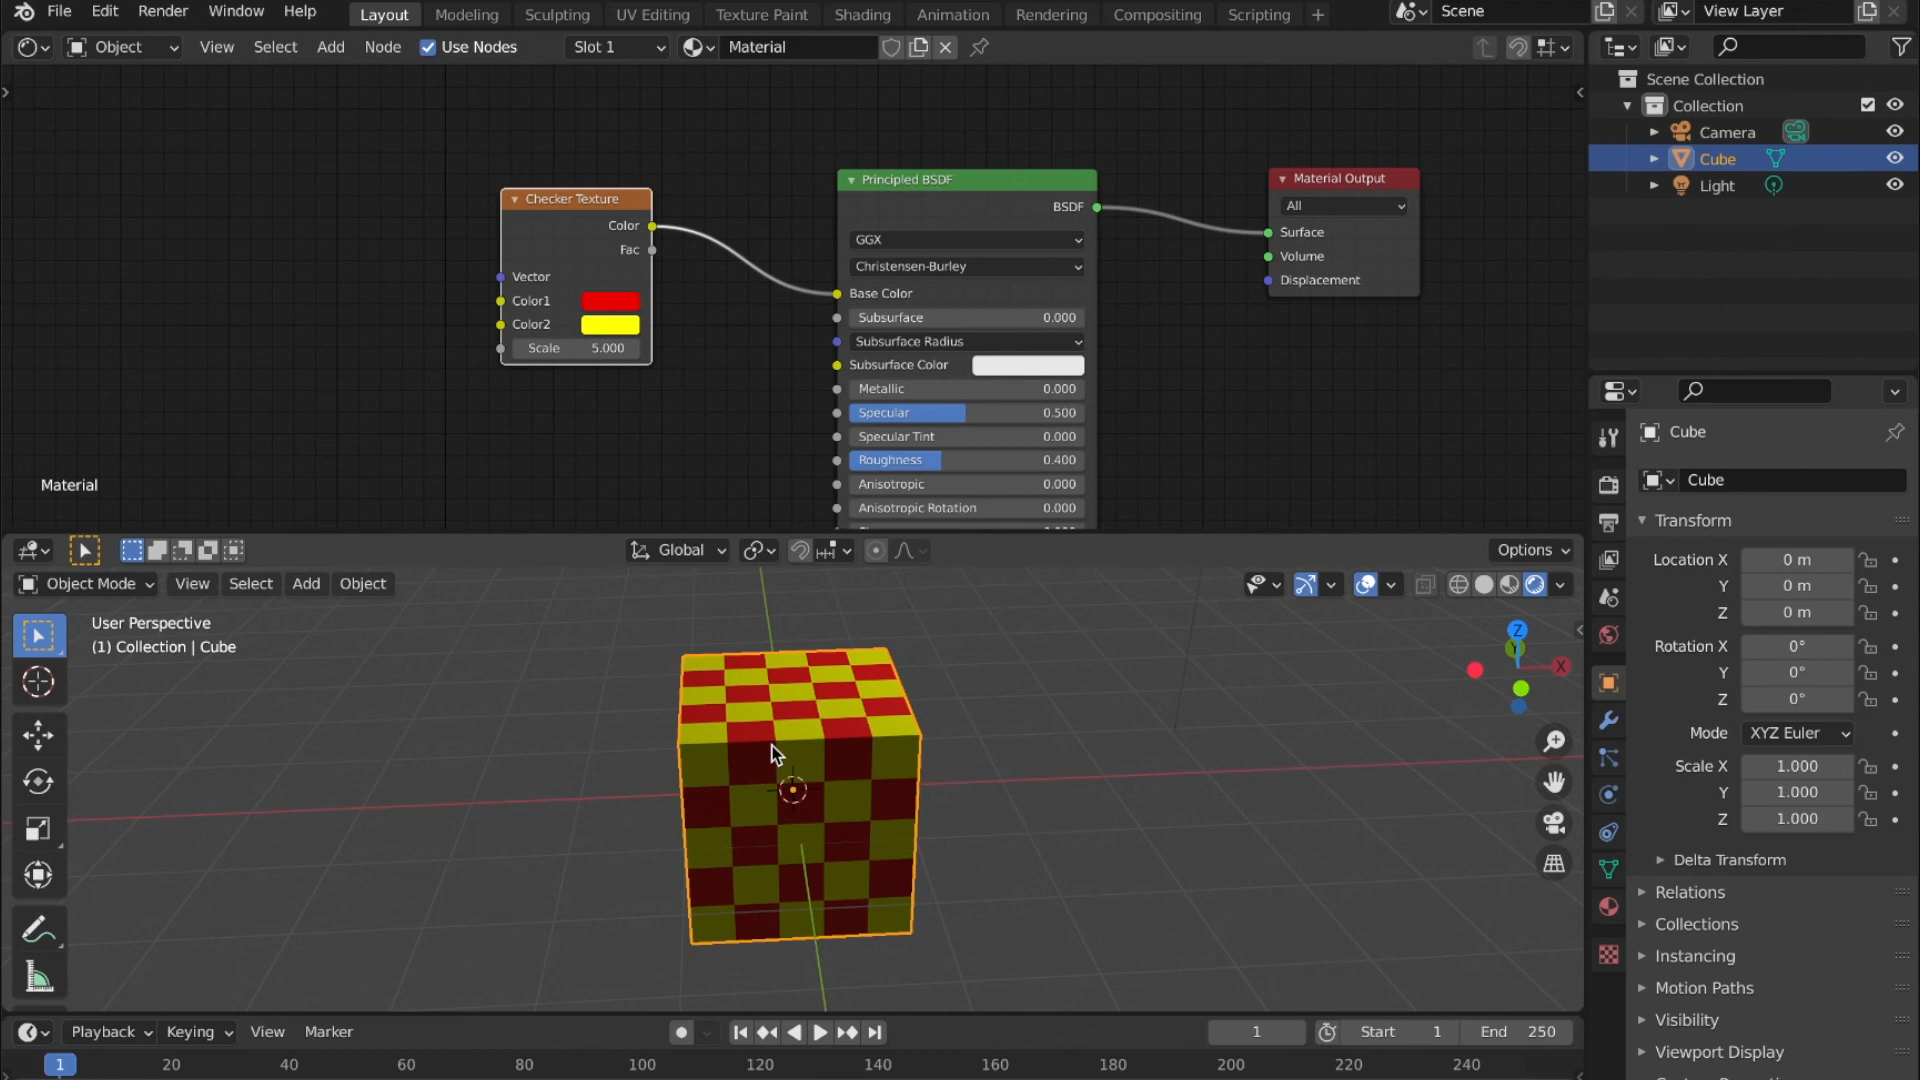 File Edit Render Window Help Layout Modeling Sculpting UV Editing Texture Paint Shading Animation Rendering Compositing Scripting + Scene View Layer
Object View Select Add Node Use Nodes Slot 1 Material
Scene Collection
Collection
Camera
Cube
Light
Checker Texture
Color
Fac
Vector
Color1
Color2
Scale 5.000
Principled BSDF
BSDF
GGX
Christensen-Burley
Base Color
Subsurface 0.000
Subsurface Radius
Subsurface Color
Metallic 0.000
Specular 0.500
Specular Tint 0.000
Roughness 0.400
Anisotropic 0.000
Anisotropic Rotation 0.000
Material Output
All
Surface
Volume
Displacement
Material
Global Options
Object Mode View Select Add Object
User Perspective
(1) Collection | Cube
Z
Y
X
Cube
Cube
Transform
Location X 0 m
Y 0 m
Z 0 m
Rotation X 0°
Y 0°
Z 0°
Mode XYZ Euler
Scale X 1.000
Y 1.000
Z 1.000
Delta Transform
Relations
Collections
Instancing
Motion Paths
Visibility
Viewport Display
Playback Keying View Marker 1 Start 1 End 250
1 20 40 60 80 100 120 140 160 180 200 220 240